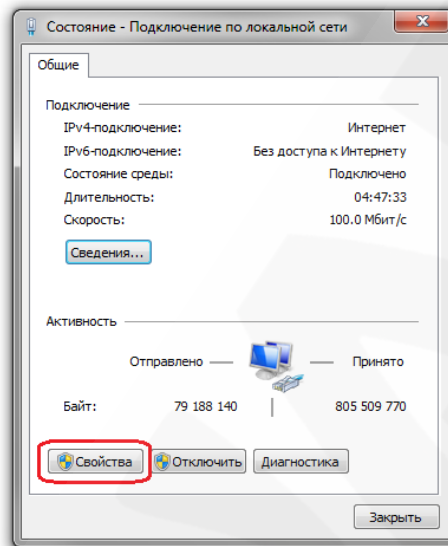 Состояние - Подключение по локальной сети
Общие
Подключение
IPv4-подключение: Интернет
IPv6-подключение: Без доступа к Интернету
Состояние среды: Подключено
Длительность: 04:47:33
Скорость: 100.0 Мбит/с
Сведения...
Активность
Отправлено — — Принято
Байт: 79 188 140 | 805 509 770
Свойства Отключить Диагностика
Закрыть